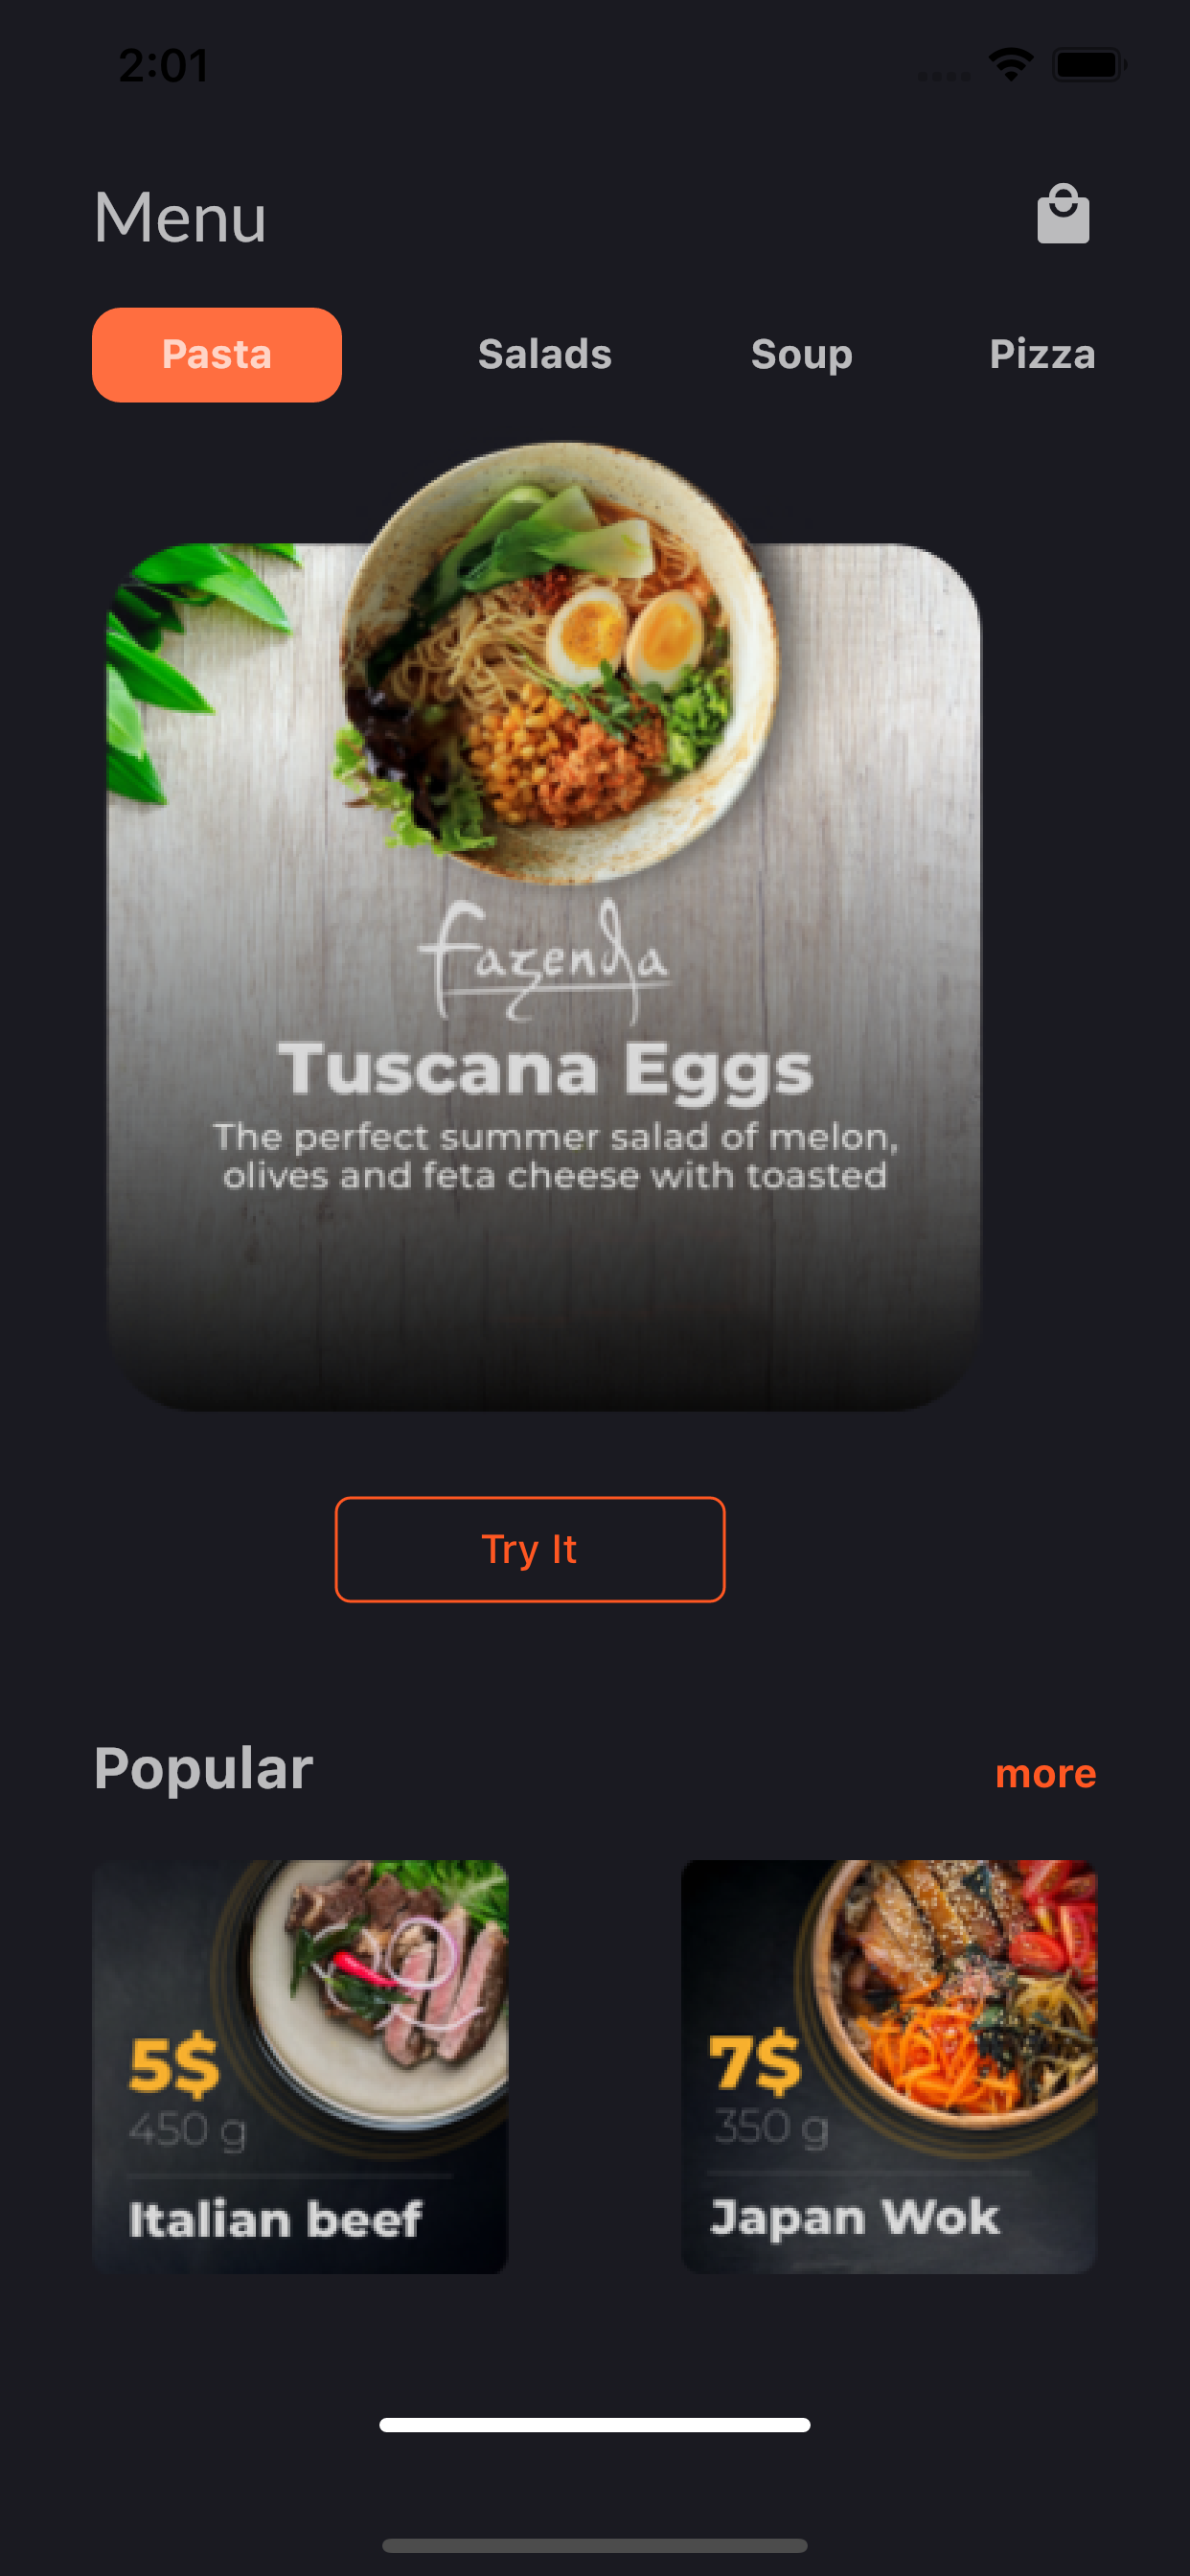 2:01
Menu
Pasta Salads Soup Pizza
fazenda
Tuscana Eggs
The perfect summer salad of melon,
olives and feta cheese with toasted
Try It
Popular more
5$
450 g
Italian beef
7$
350 g
Japan Wok